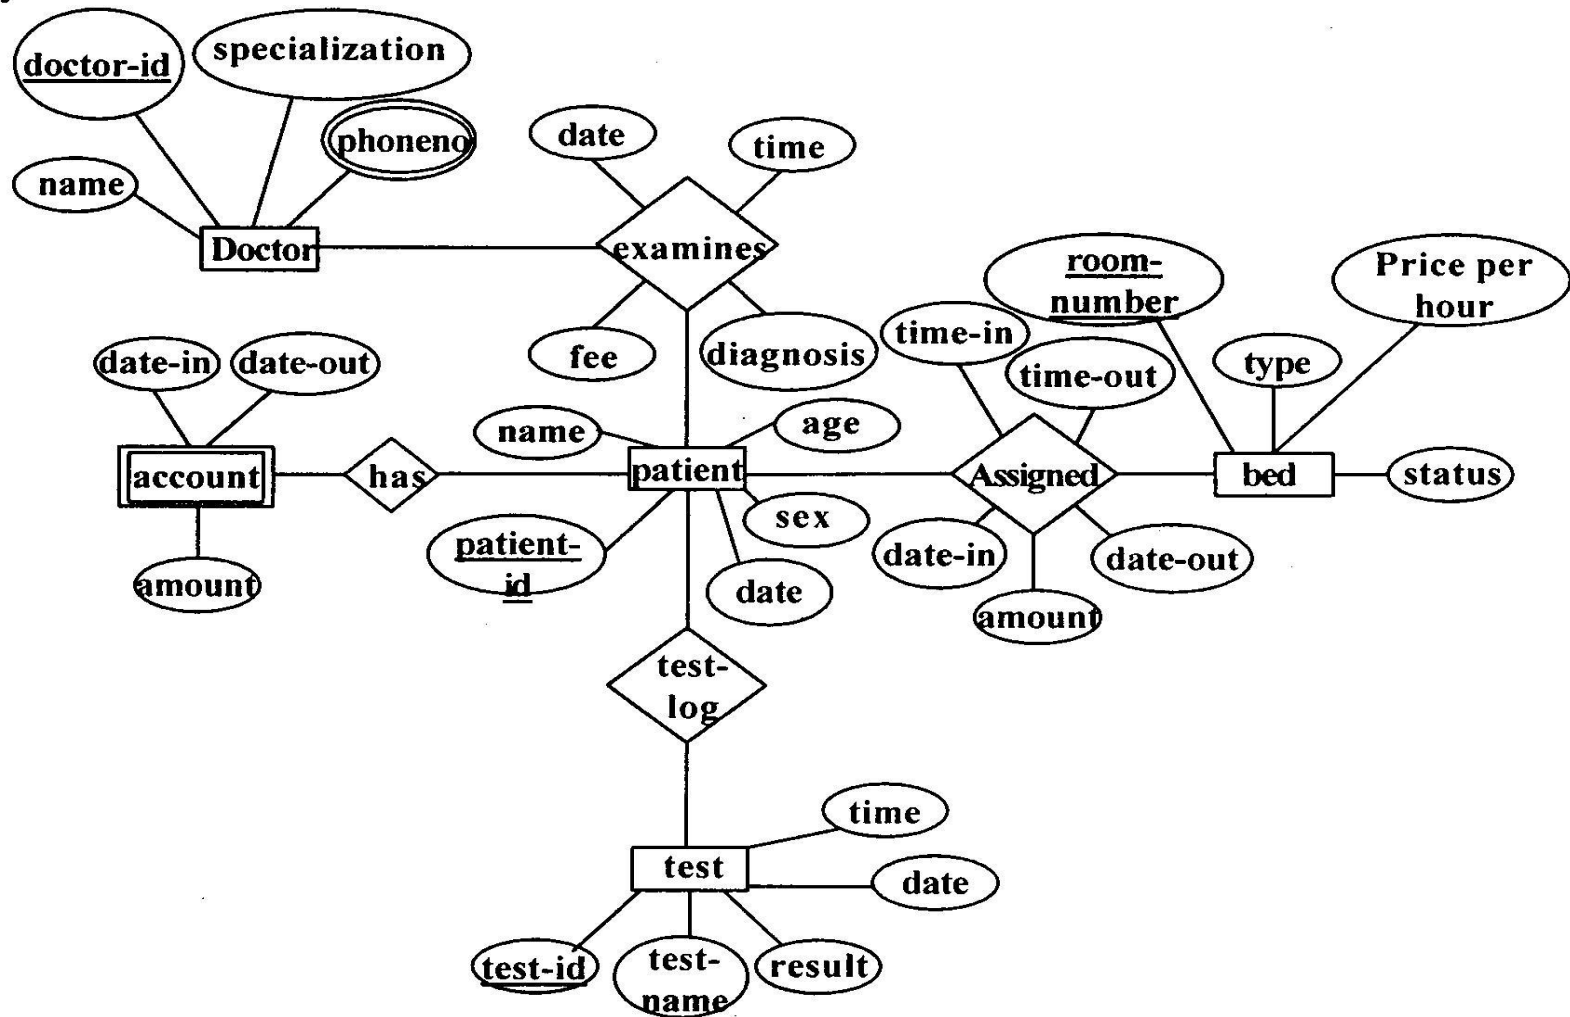 doctor-id
specialization
phoneno
name
Doctor
date
time
examines
fee
diagnosis
room-
number
Price per
hour
time-in
time-out
type
date-in
date-out
name
age
account
has
patient
Assigned
bed
status
sex
patient-
id
date
date-in
date-out
amount
amount
test-
log
time
test
date
test-id
test-
name
result